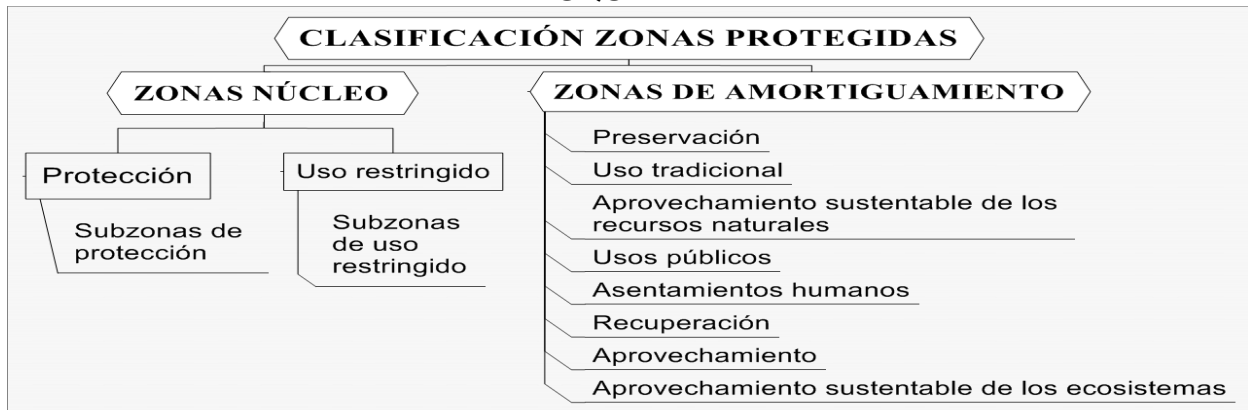 CLASIFICACIÓN ZONAS PROTEGIDAS
ZONAS NÚCLEO
Protección
Subzonas de
protección
Uso restringido
Subzonas
de uso
restringido
ZONAS DE AMORTIGUAMIENTO
Preservación
Uso tradicional
Aprovechamiento sustentable de los
recursos naturales
Usos públicos
Asentamientos humanos
Recuperación
Aprovechamiento
Aprovechamiento sustentable de los ecosistemas